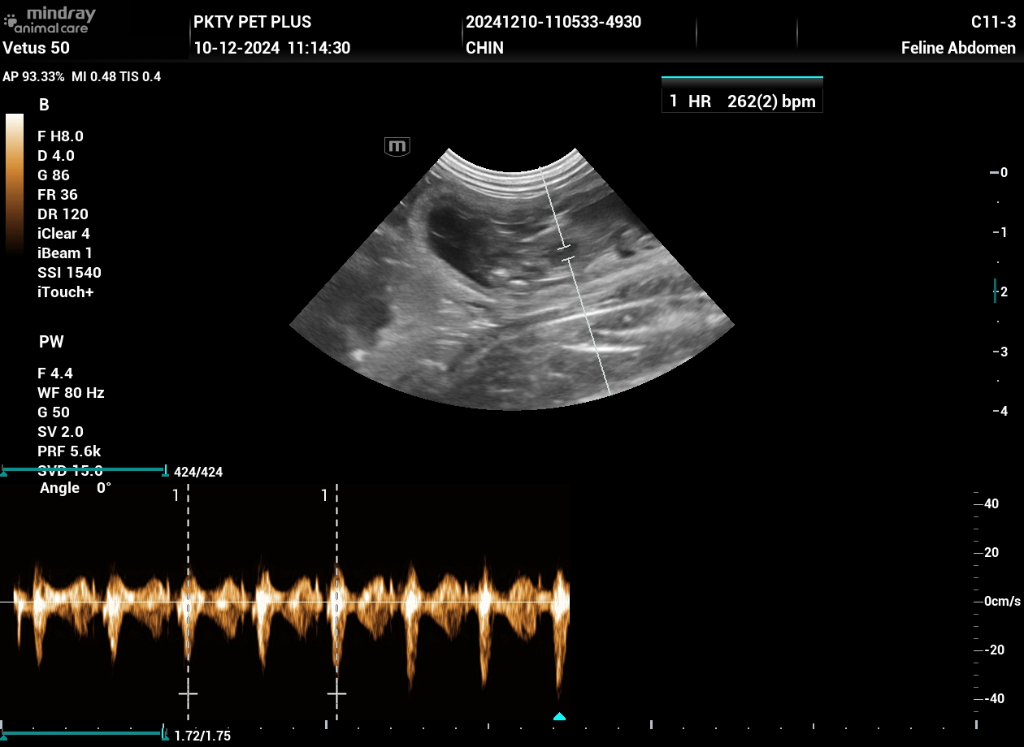 mindray
animalcare
PKTY PET PLUS
20241210-110533-4930
C11-3
Vetus 50
10-12-2024 11:14:30
CHIN
Feline Abdomen
AP 93.33% MI 0.48 TIS 0.4
1 HR 262(2) bpm
B
F H8.0
D 4.0
G 86
FR 36
DR 120
iClear 4
iBeam 1
SSI 1540
iTouch+
m
0
1
2
3
4
PW
F 4.4
WF 80 Hz
G 50
SV 2.0
PRF 5.6k
SVD 15.0
424/424
Angle 0°
1
1
40
20
0cm/s
-20
-40
1.72/1.75